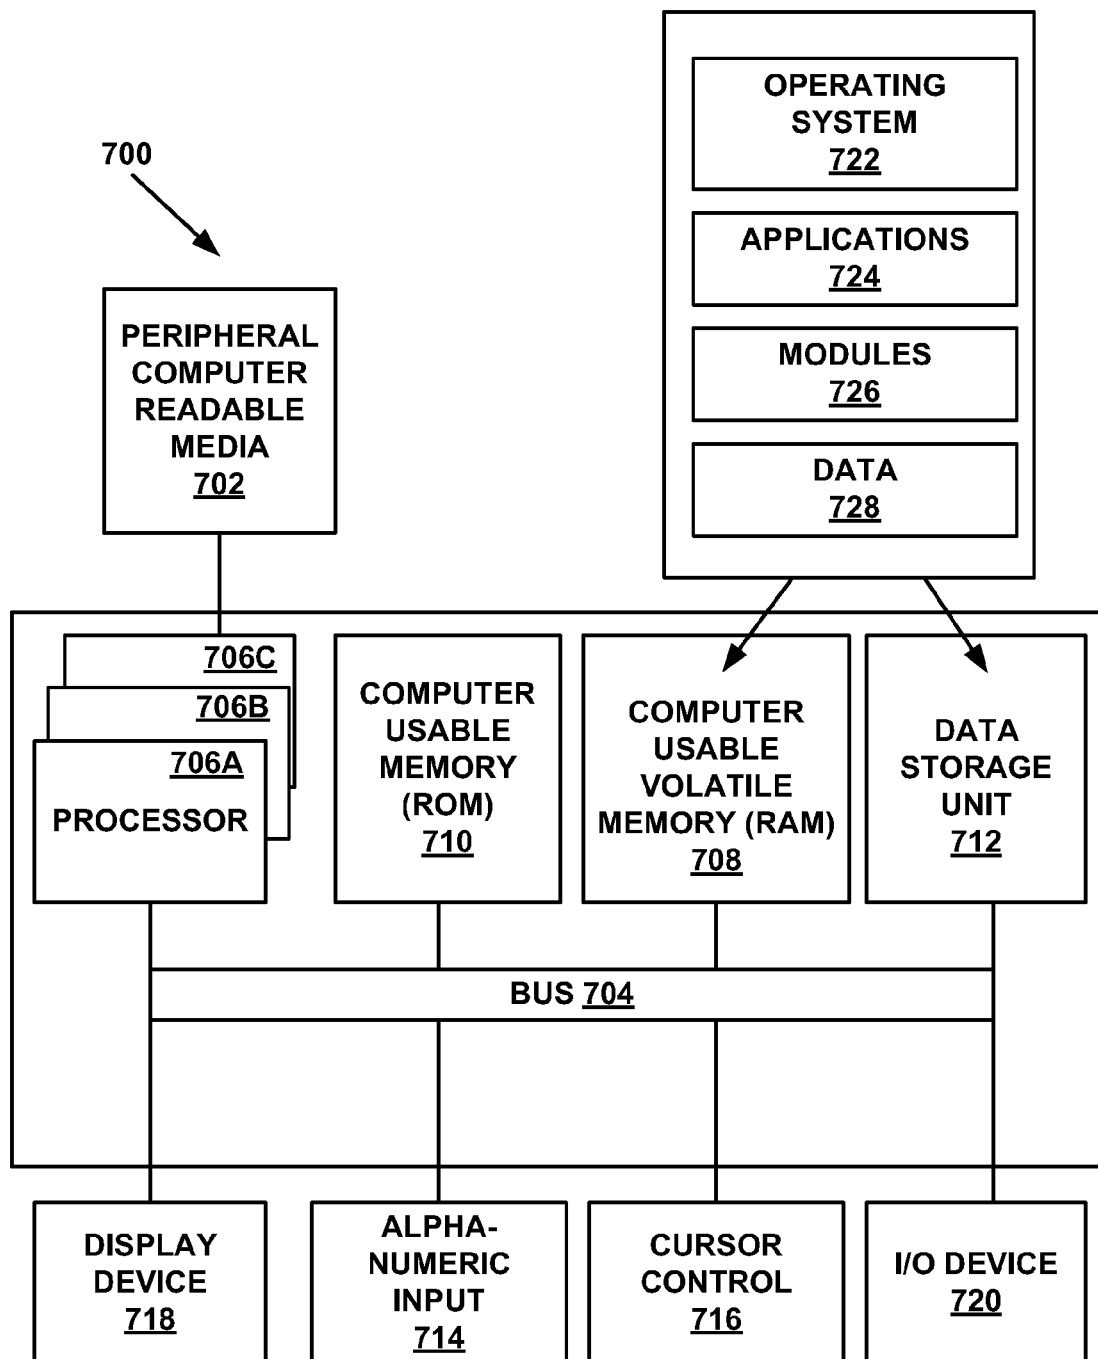 OPERATING
SYSTEM
722
700
APPLICATIONS
724
PERIPHERAL
COMPUTER
READABLE
MEDIA
702
MODULES
726
DATA
728
706C
706B
706A
PROCESSOR
COMPUTER
USABLE
MEMORY
(ROM)
710
COMPUTER
USABLE
VOLATILE
MEMORY (RAM)
708
DATA
STORAGE
UNIT
712
BUS 704
DISPLAY
DEVICE
718
ALPHA-
NUMERIC
INPUT
714
CURSOR
CONTROL
716
I/O DEVICE
720